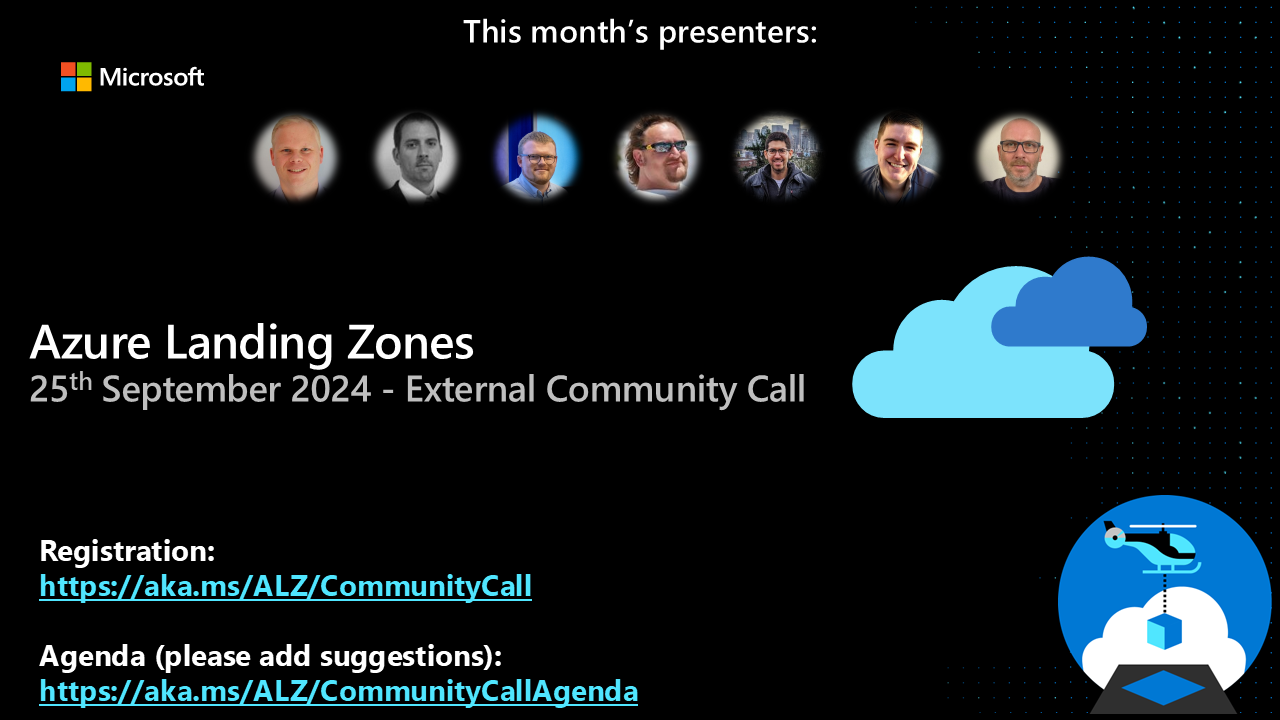 This month’s presenters:
Microsoft
Azure Landing Zones
25th September 2024 - External Community Call
Registration:
https://aka.ms/ALZ/CommunityCall
Agenda (please add suggestions):
https://aka.ms/ALZ/CommunityCallAgenda